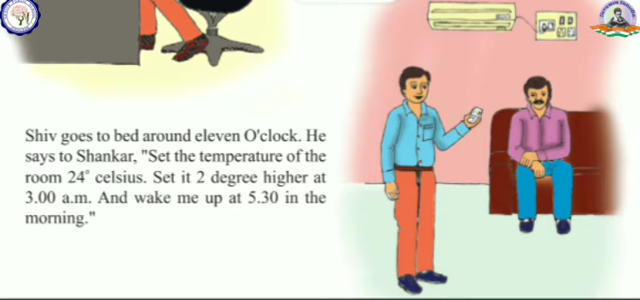 Shiv goes to bed around eleven O'clock. He
says to Shankar, "Set the temperature of the
room 24° celsius. Set it 2 degree higher at
3.00 a.m. And wake me up at 5.30 in the
morning."